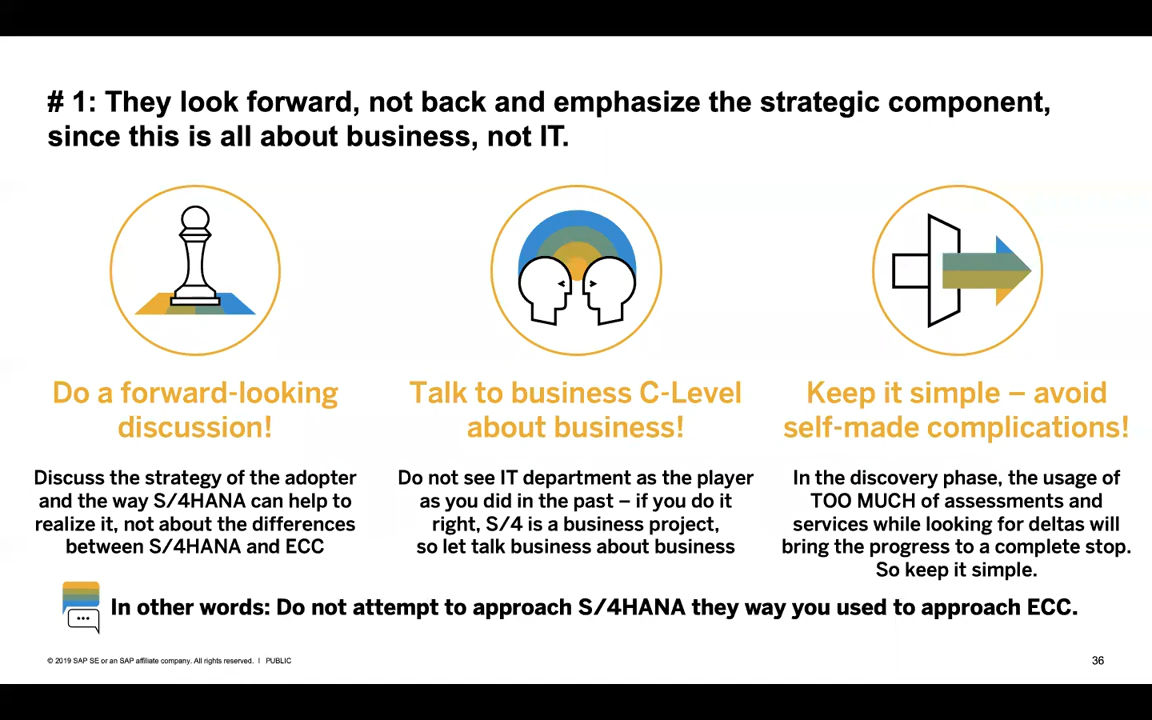 # 1: They look forward, not back and emphasize the strategic component,
since this is all about business, not IT.
Do a forward-looking
discussion!
Discuss the strategy of the adopter
and the way S/4HANA can help to
realize it, not about the differences
between S/4HANA and ECC
Talk to business C-Level
about business!
Do not see IT department as the player
as you did in the past – if you do it
right, S/4 is a business project,
so let talk business about business
Keep it simple – avoid
self-made complications!
In the discovery phase, the usage of
TOO MUCH of assessments and
services while looking for deltas will
bring the progress to a complete stop.
So keep it simple.
In other words: Do not attempt to approach S/4HANA they way you used to approach ECC.
© 2019 SAP SE or an SAP affiliate company. All rights reserved. | PUBLIC
36